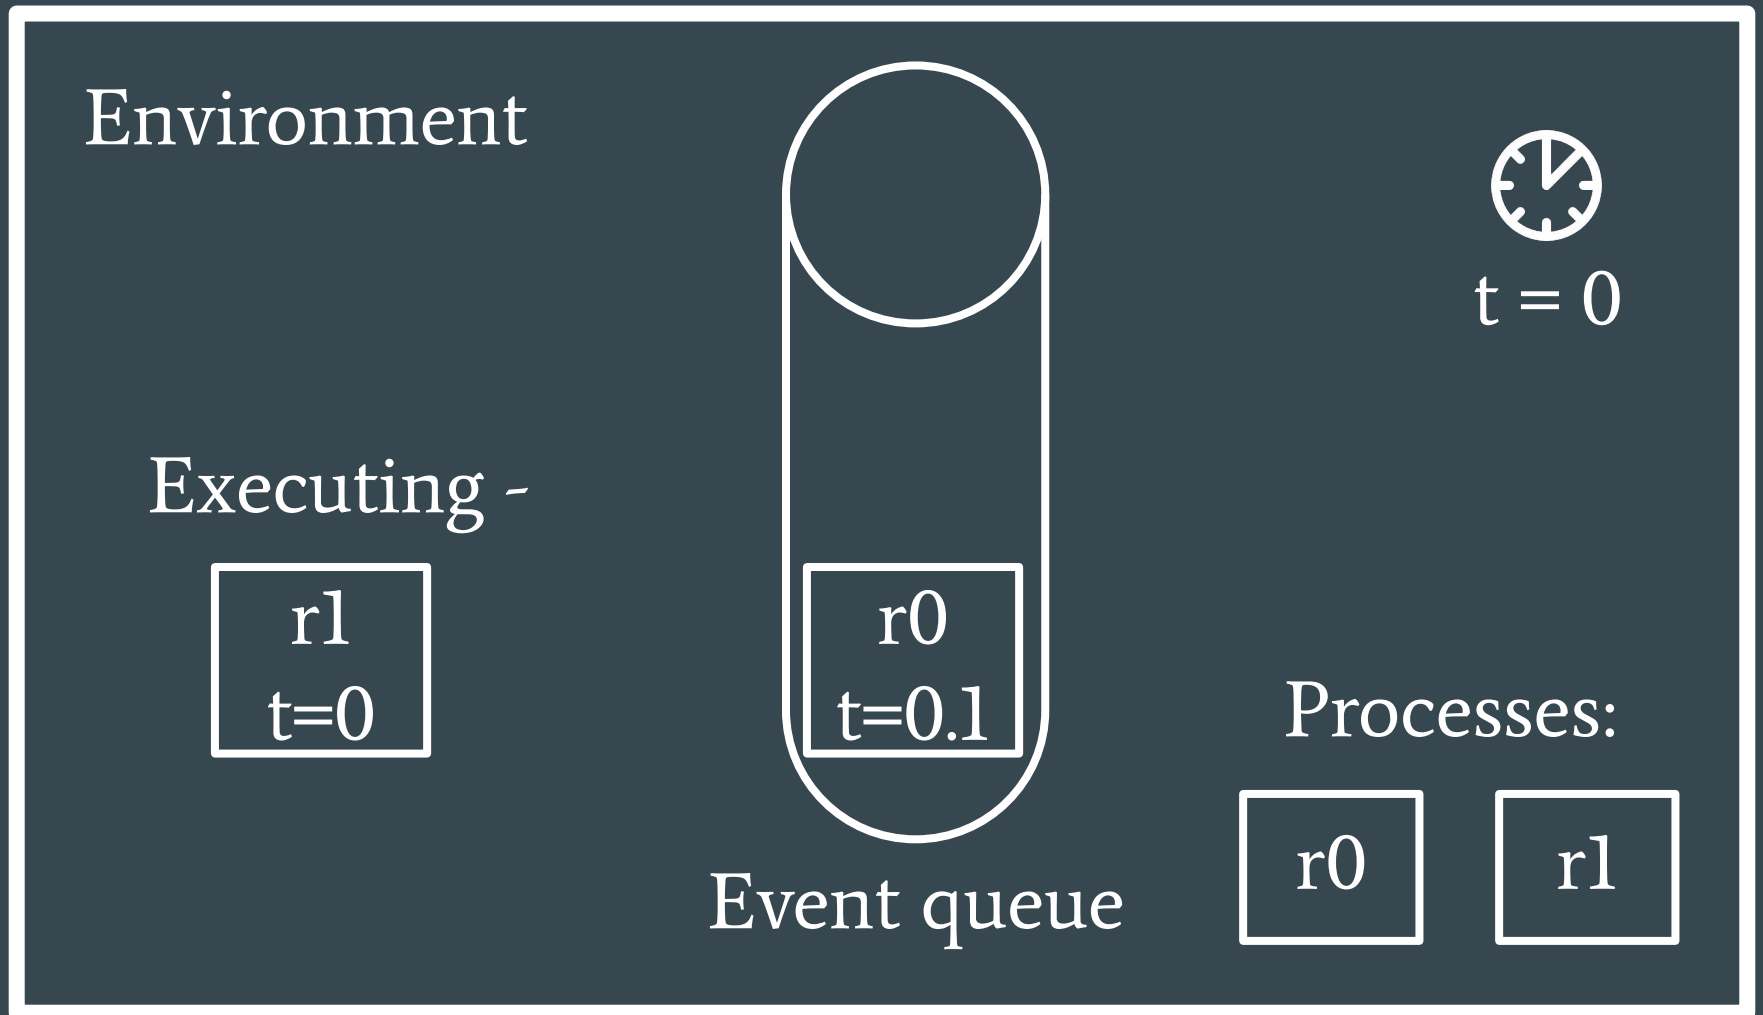 Environment
t = 0
Executing -
r1
t=0
r0
t=0.1
Event queue
Processes:
r0
r1